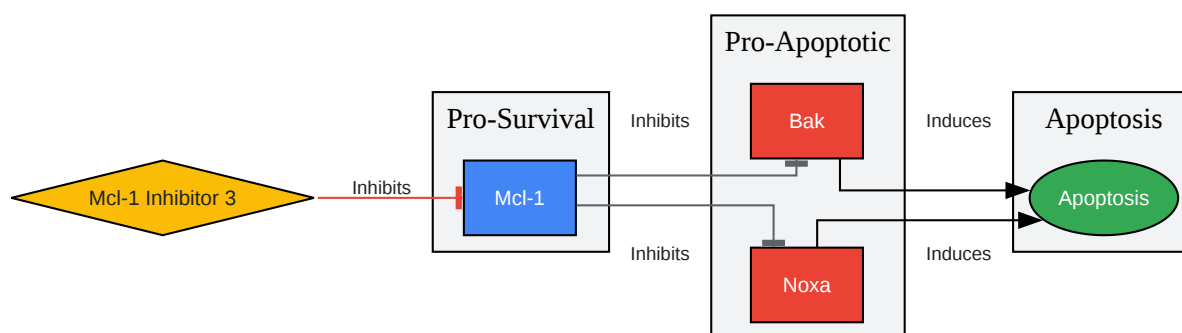 Pro-Apoptotic
Bak
Inhibits
Induces
Pro-Survival
Apoptosis
Mcl-1 Inhibitor 3
Inhibits
Mcl-1
Apoptosis
Inhibits
Induces
Noxa